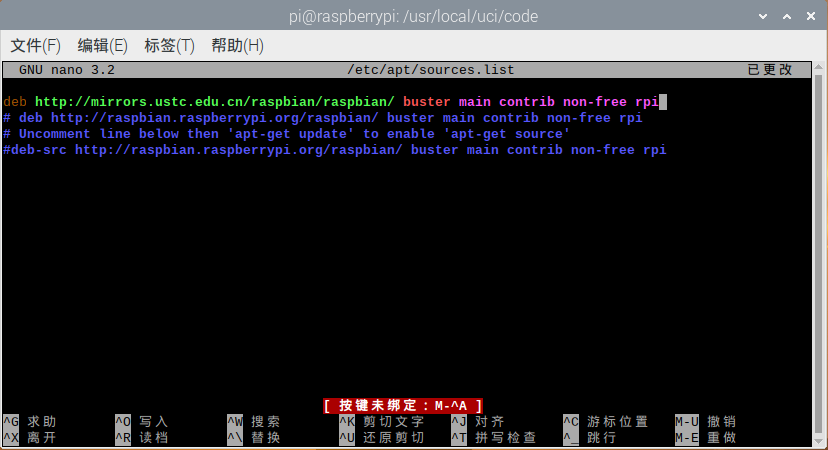 pi@raspberrypi: /usr/local/uci/code
文件(F) 编辑(E) 标签(T) 帮助(H)
GNU nano 3.2 /etc/apt/sources.list 已更改
deb http://mirrors.ustc.edu.cn/raspbian/raspbian/ buster main contrib non-free rpi
# deb http://raspbian.raspberrypi.org/raspbian/ buster main contrib non-free rpi
# Uncomment line below then 'apt-get update' to enable 'apt-get source'
#deb-src http://raspbian.raspberrypi.org/raspbian/ buster main contrib non-free rpi
[ 按键未绑定：M-^A ]
^G 求助 ^O 写入 ^W 搜索 ^K 剪切文字 ^J 对齐 ^C 游标位置 M-U 撤销
^X 离开 ^R 读档 ^\ 替换 ^U 还原剪切 ^T 拼写检查 ^_ 跳行 M-E 重做